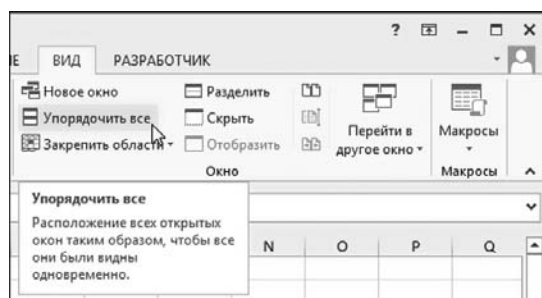 ?
Е ВИД РАЗРАБОТЧИК
Новое окно
Упорядочить все
Закрепить области
Разделить
Скрыть
Отобразить
Перейти в
другое окно
Макросы
Окно
Макросы
Упорядочить все
Расположение всех открытых
окон таким образом, чтобы все
они были видны
одновременно.
N O P Q